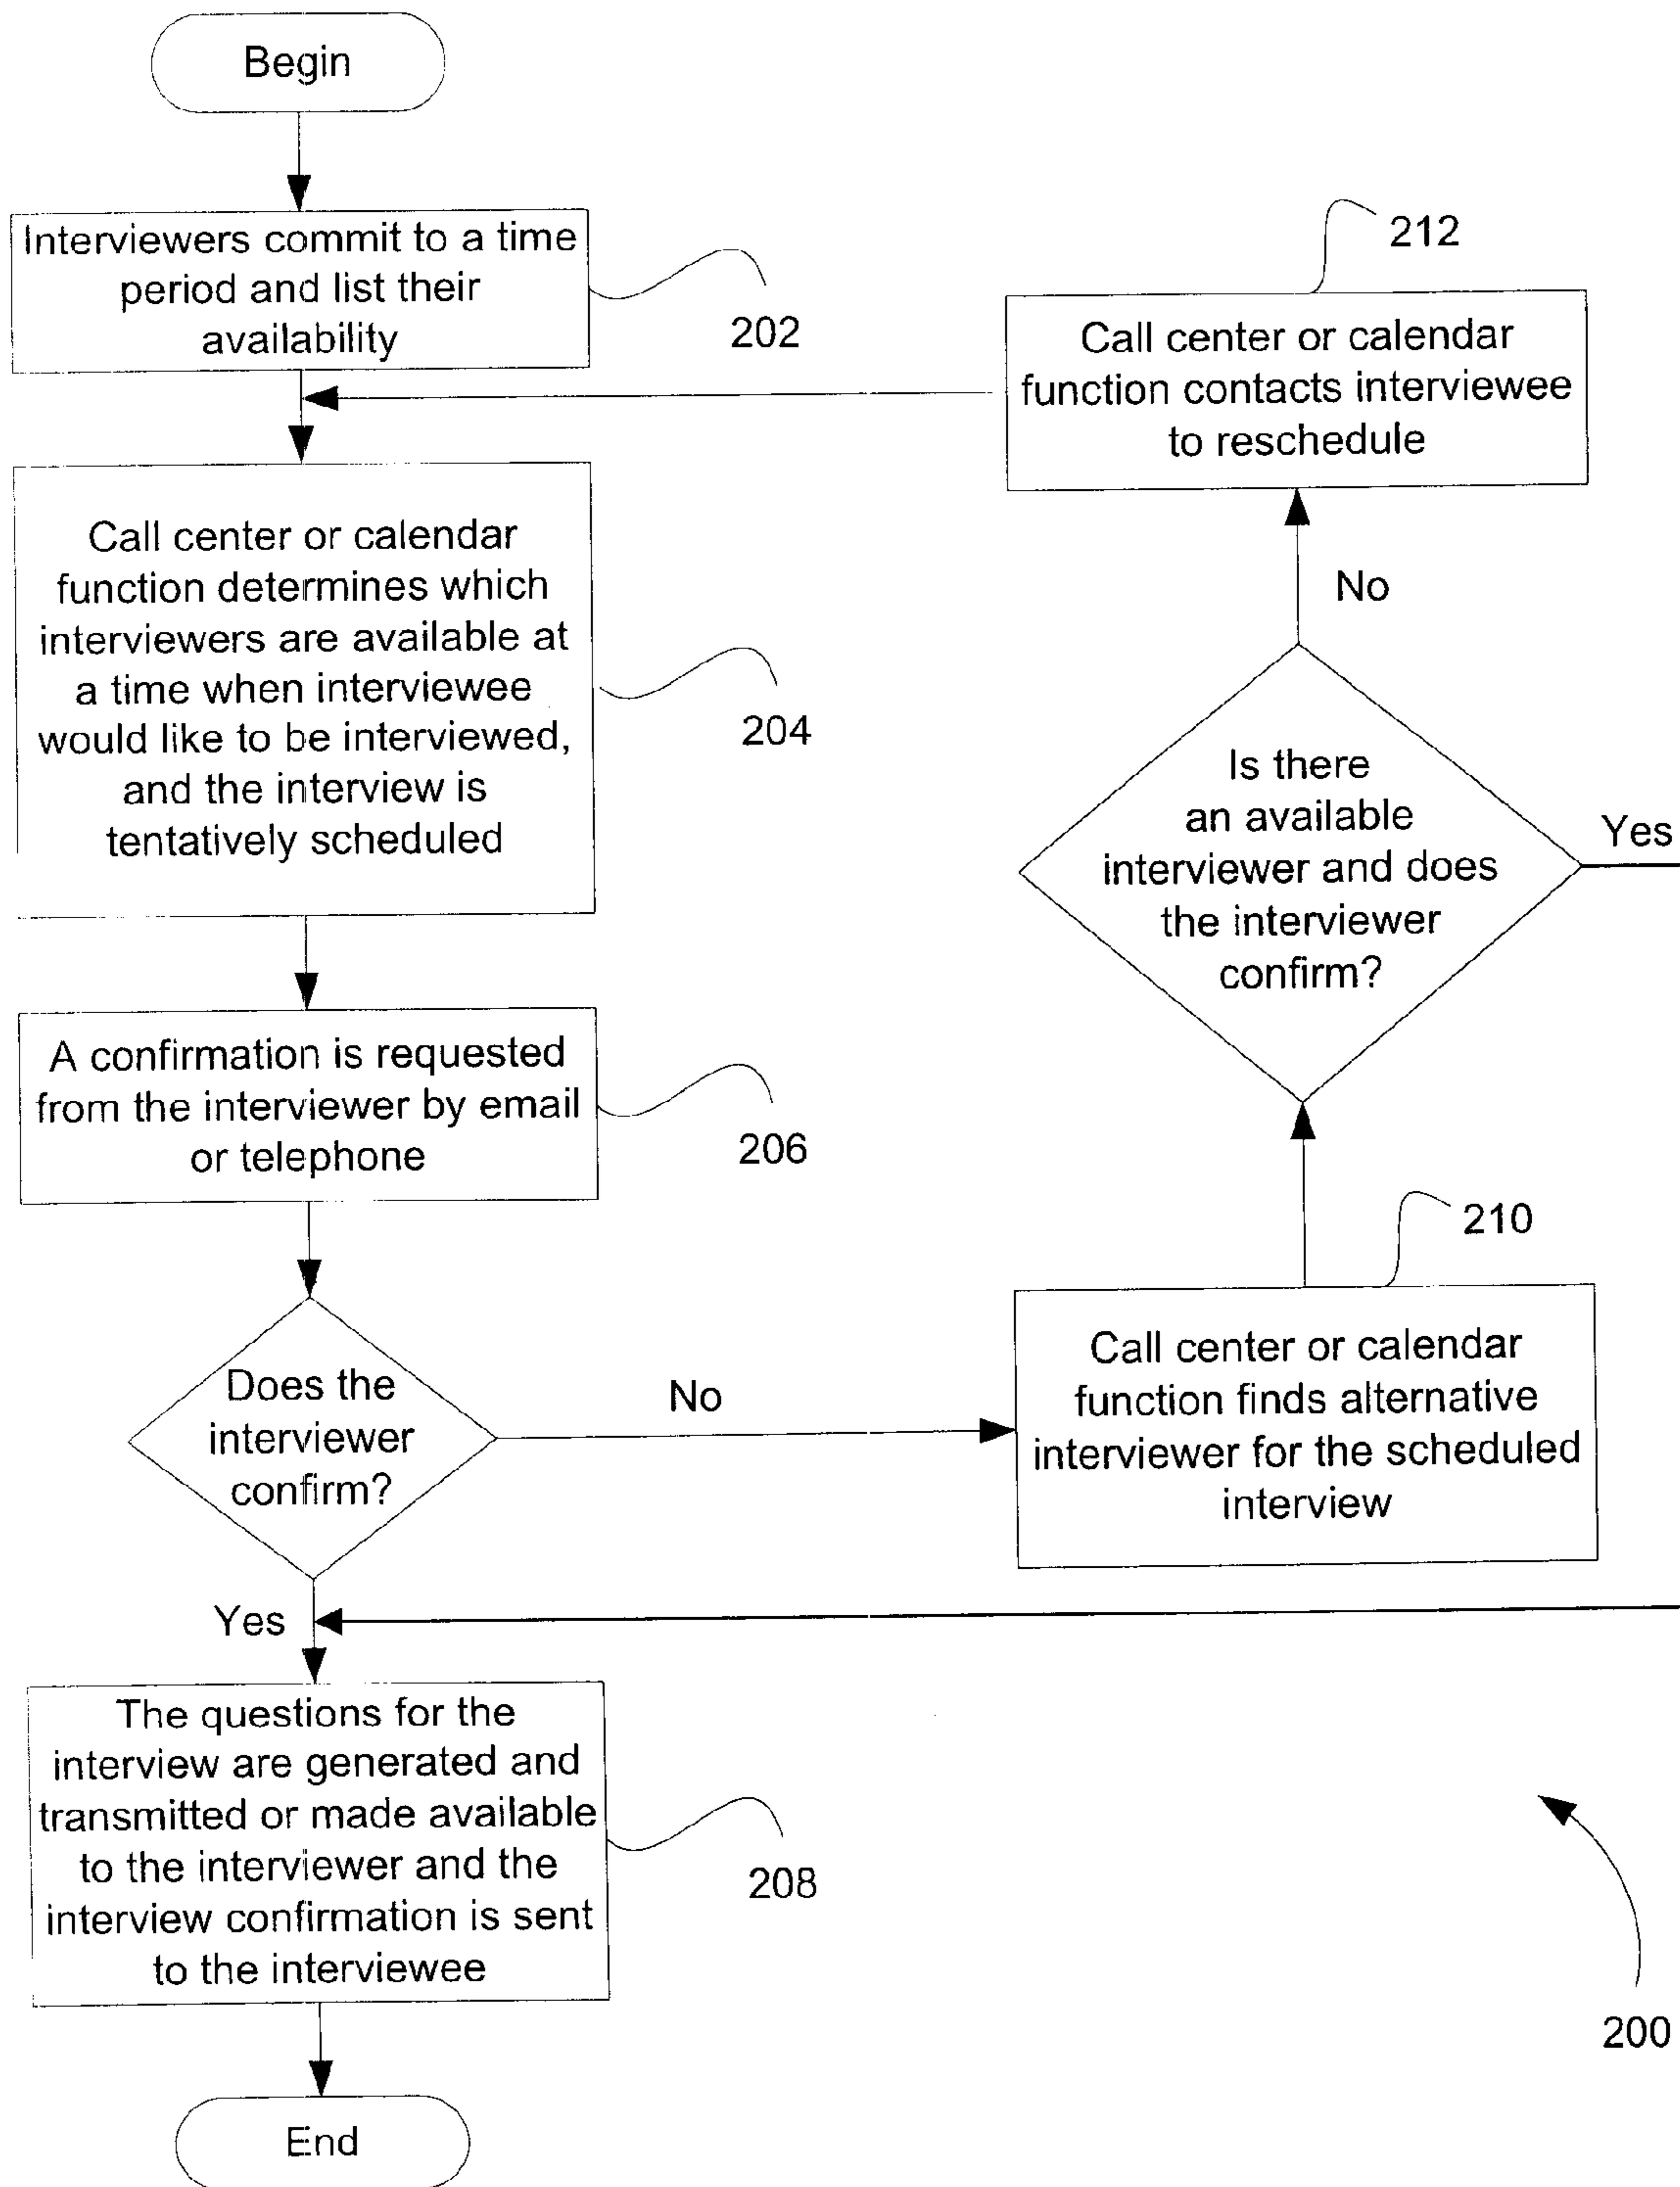 Begin
Interviewers commit to a time
period and list their
availability
202
Call center or calendar
function determines which
interviewers are available at
a time when interviewee
would like to be interviewed,
and the interview is
tentatively scheduled
204
A confirmation is requested
from the interviewer by email
or telephone
206
Does the
interviewer
confirm?
No
Yes
The questions for the
interview are generated and
transmitted or made available
to the interviewer and the
interview confirmation is sent
to the interviewee
208
End
212
Call center or calendar
function contacts interviewee
to reschedule
No
Is there
an available
interviewer and does
the interviewer
confirm?
Yes
210
Call center or calendar
function finds alternative
interviewer for the scheduled
interview
200